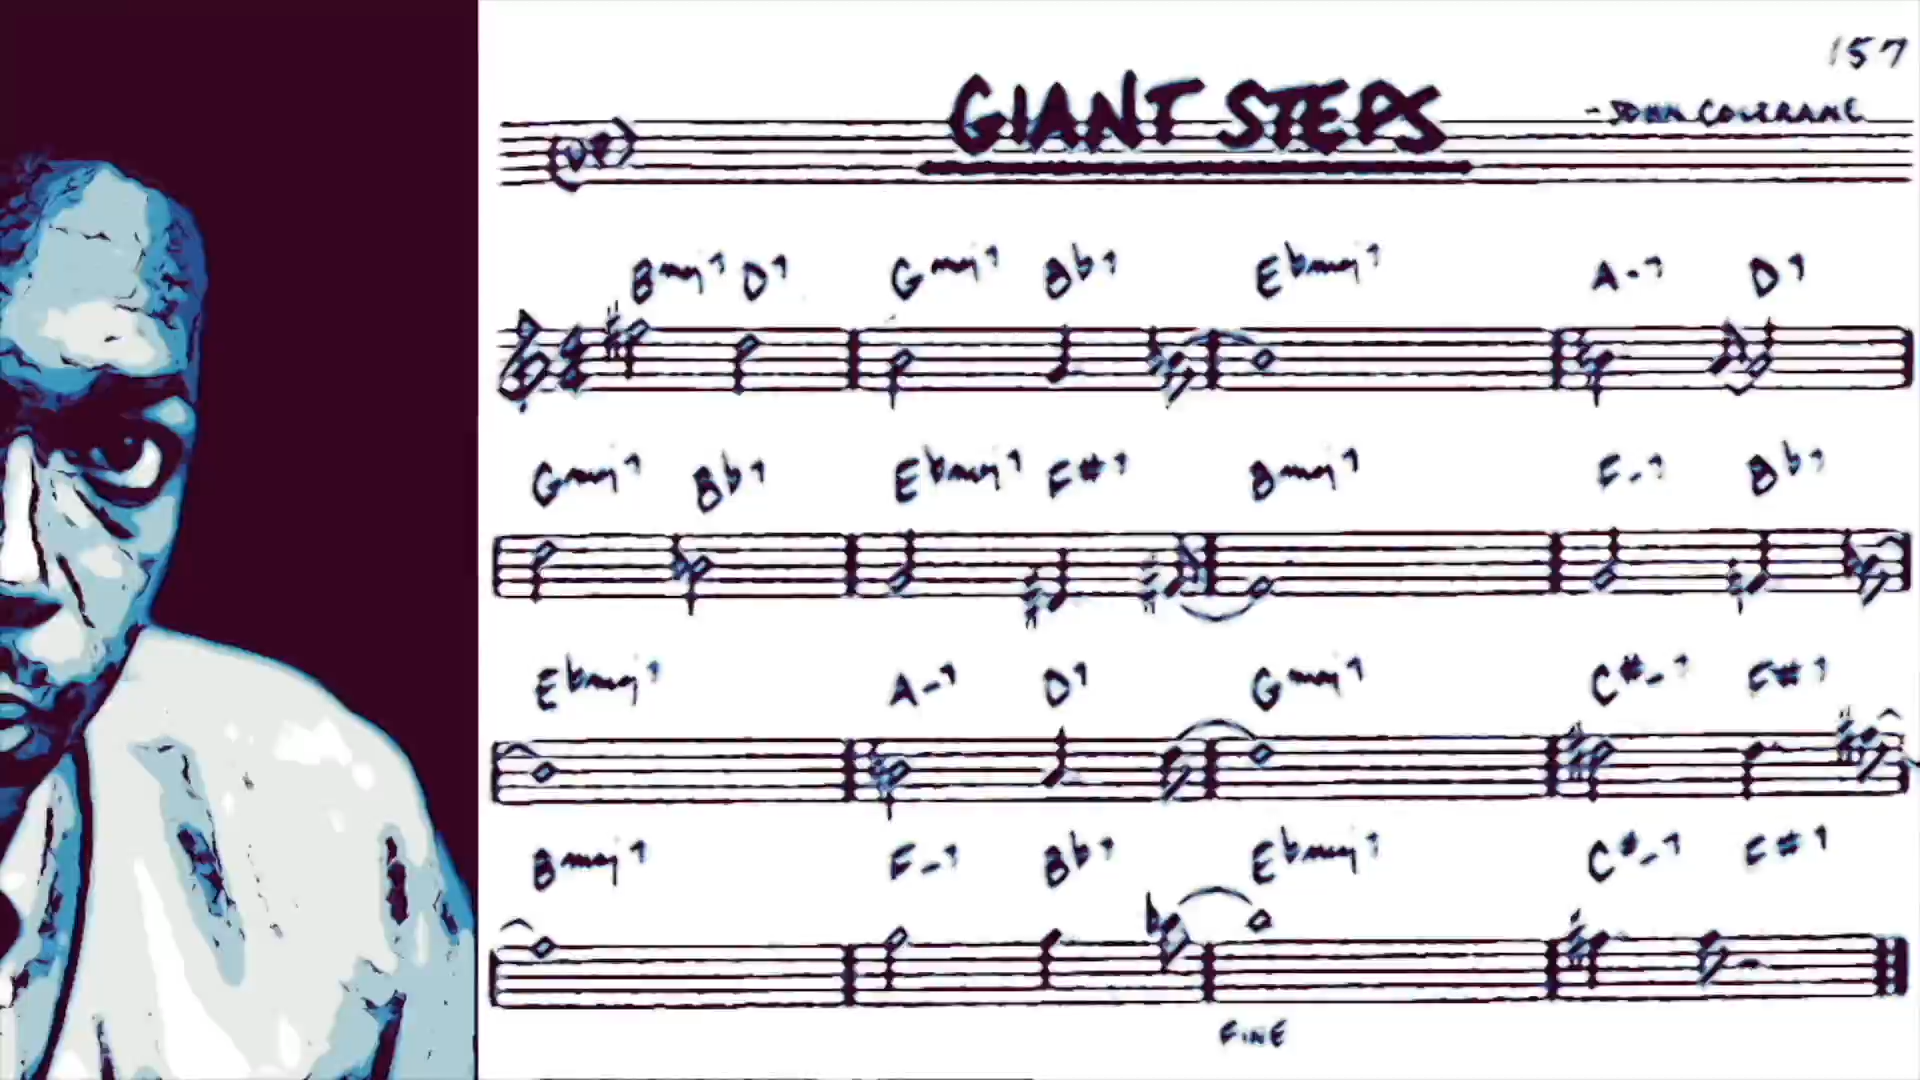 157
GIANT STEPS
- JOHN COLTRANE
(UP)
Bmaj7 D7 Gmaj7 Bb7 Ebmaj7 A-7 D7
Gmaj7 Bb7 Ebmaj7 F#7 Bmaj7 F-7 Bb7
Ebmaj7 A-7 D7 Gmaj7 C#-7 F#7
Bmaj7 F-7 Bb7 Ebmaj7 C#-7 F#7
FINE